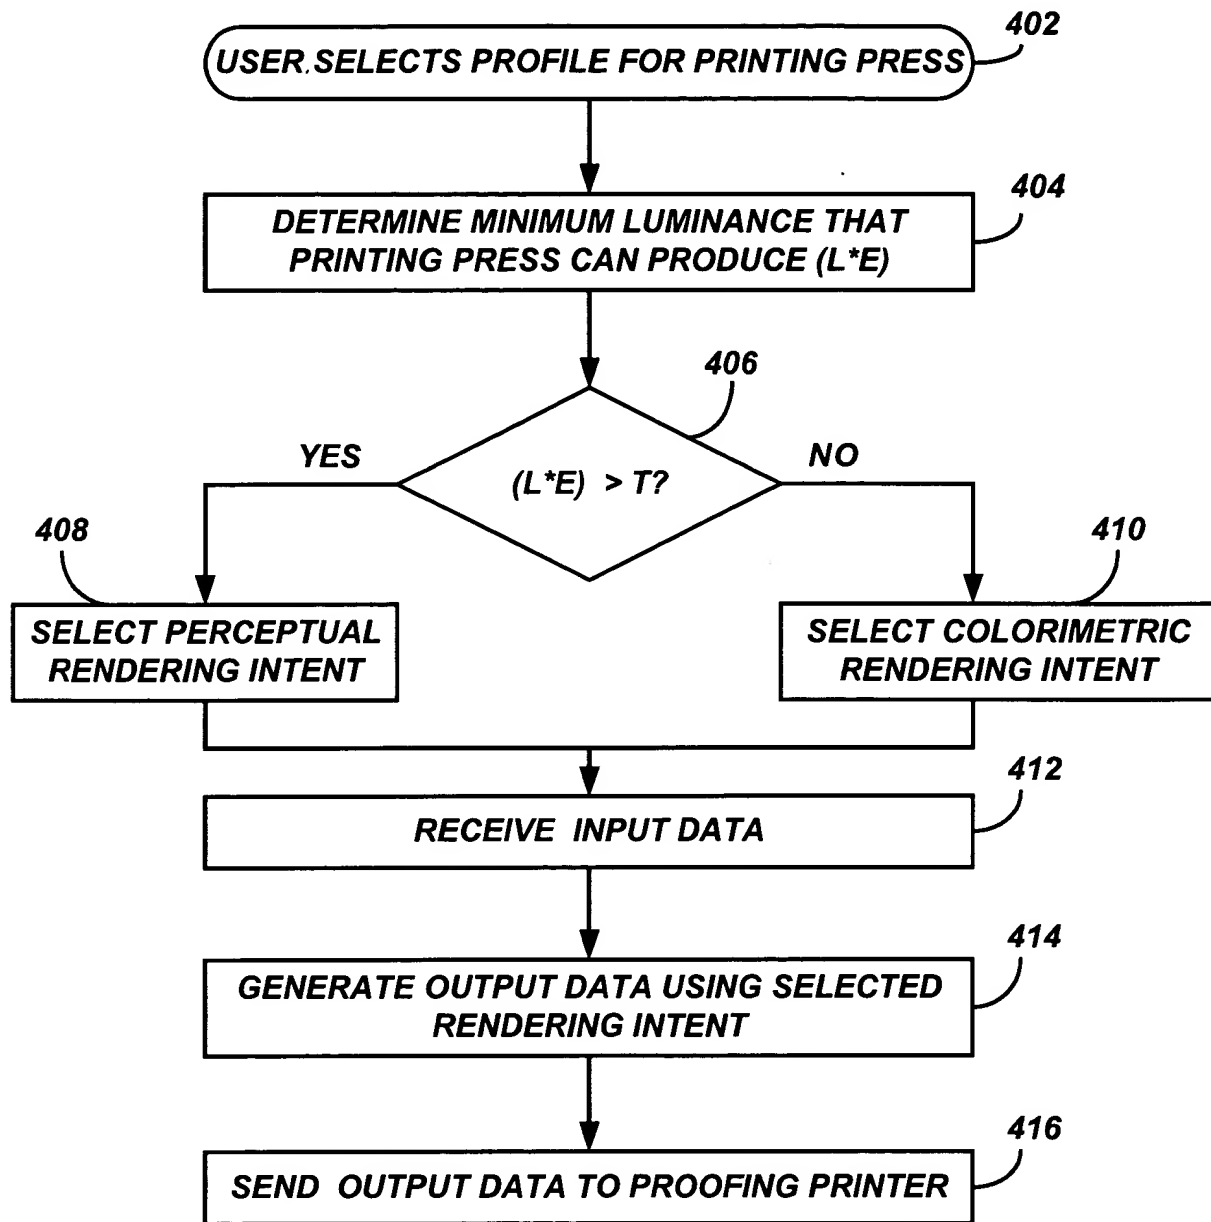 402
USER.SELECTS PROFILE FOR PRINTING PRESS
404
DETERMINE MINIMUM LUMINANCE THAT
PRINTING PRESS CAN PRODUCE (L*E)
406
YES
NO
(L*E) > T?
408
410
SELECT PERCEPTUAL
RENDERING INTENT
SELECT COLORIMETRIC
RENDERING INTENT
412
RECEIVE INPUT DATA
414
GENERATE OUTPUT DATA USING SELECTED
RENDERING INTENT
416
SEND OUTPUT DATA TO PROOFING PRINTER